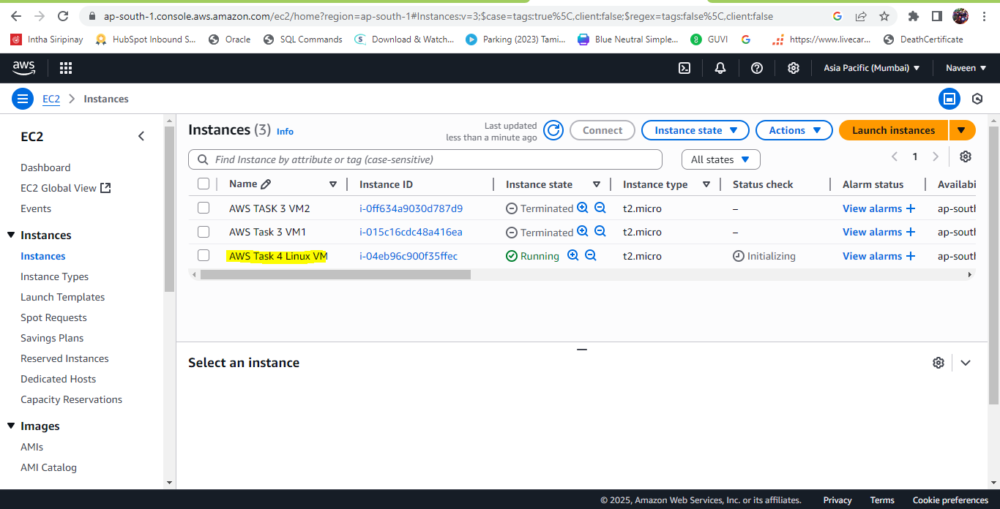 ap-south-1.console.aws.amazon.com/ec2/home?region=ap-south-1#Instances:v=3;$case=tags:true%5C,client:false;$regex=tags:false%5C,client:false
Intha Siripinay HubSpot Inbound S... Oracle SQL Commands Download & Watch... Parking (2023) Tami... Blue Neutral Simple... GUVI https://www.livecar... DeathCertificate
aws Asia Pacific (Mumbai) Naveen
EC2 Instances
EC2
Dashboard
EC2 Global View
Events
Instances
Instances
Instance Types
Launch Templates
Spot Requests
Savings Plans
Reserved Instances
Dedicated Hosts
Capacity Reservations
Images
AMIs
AMI Catalog
Instances (3) Info
Last updated
less than a minute ago
Connect Instance state Actions Launch instances
Find Instance by attribute or tag (case-sensitive) All states 1
Name Instance ID Instance state Instance type Status check Alarm status Availabi
AWS TASK 3 VM2 i-0ff634a9030d787d9 Terminated t2.micro – View alarms + ap-south
AWS Task 3 VM1 i-015c16cdc48a416ea Terminated t2.micro – View alarms + ap-south
AWS Task 4 Linux VM i-04eb96c900f35ffec Running t2.micro Initializing View alarms + ap-south
Select an instance
© 2025, Amazon Web Services, Inc. or its affiliates. Privacy Terms Cookie preferences